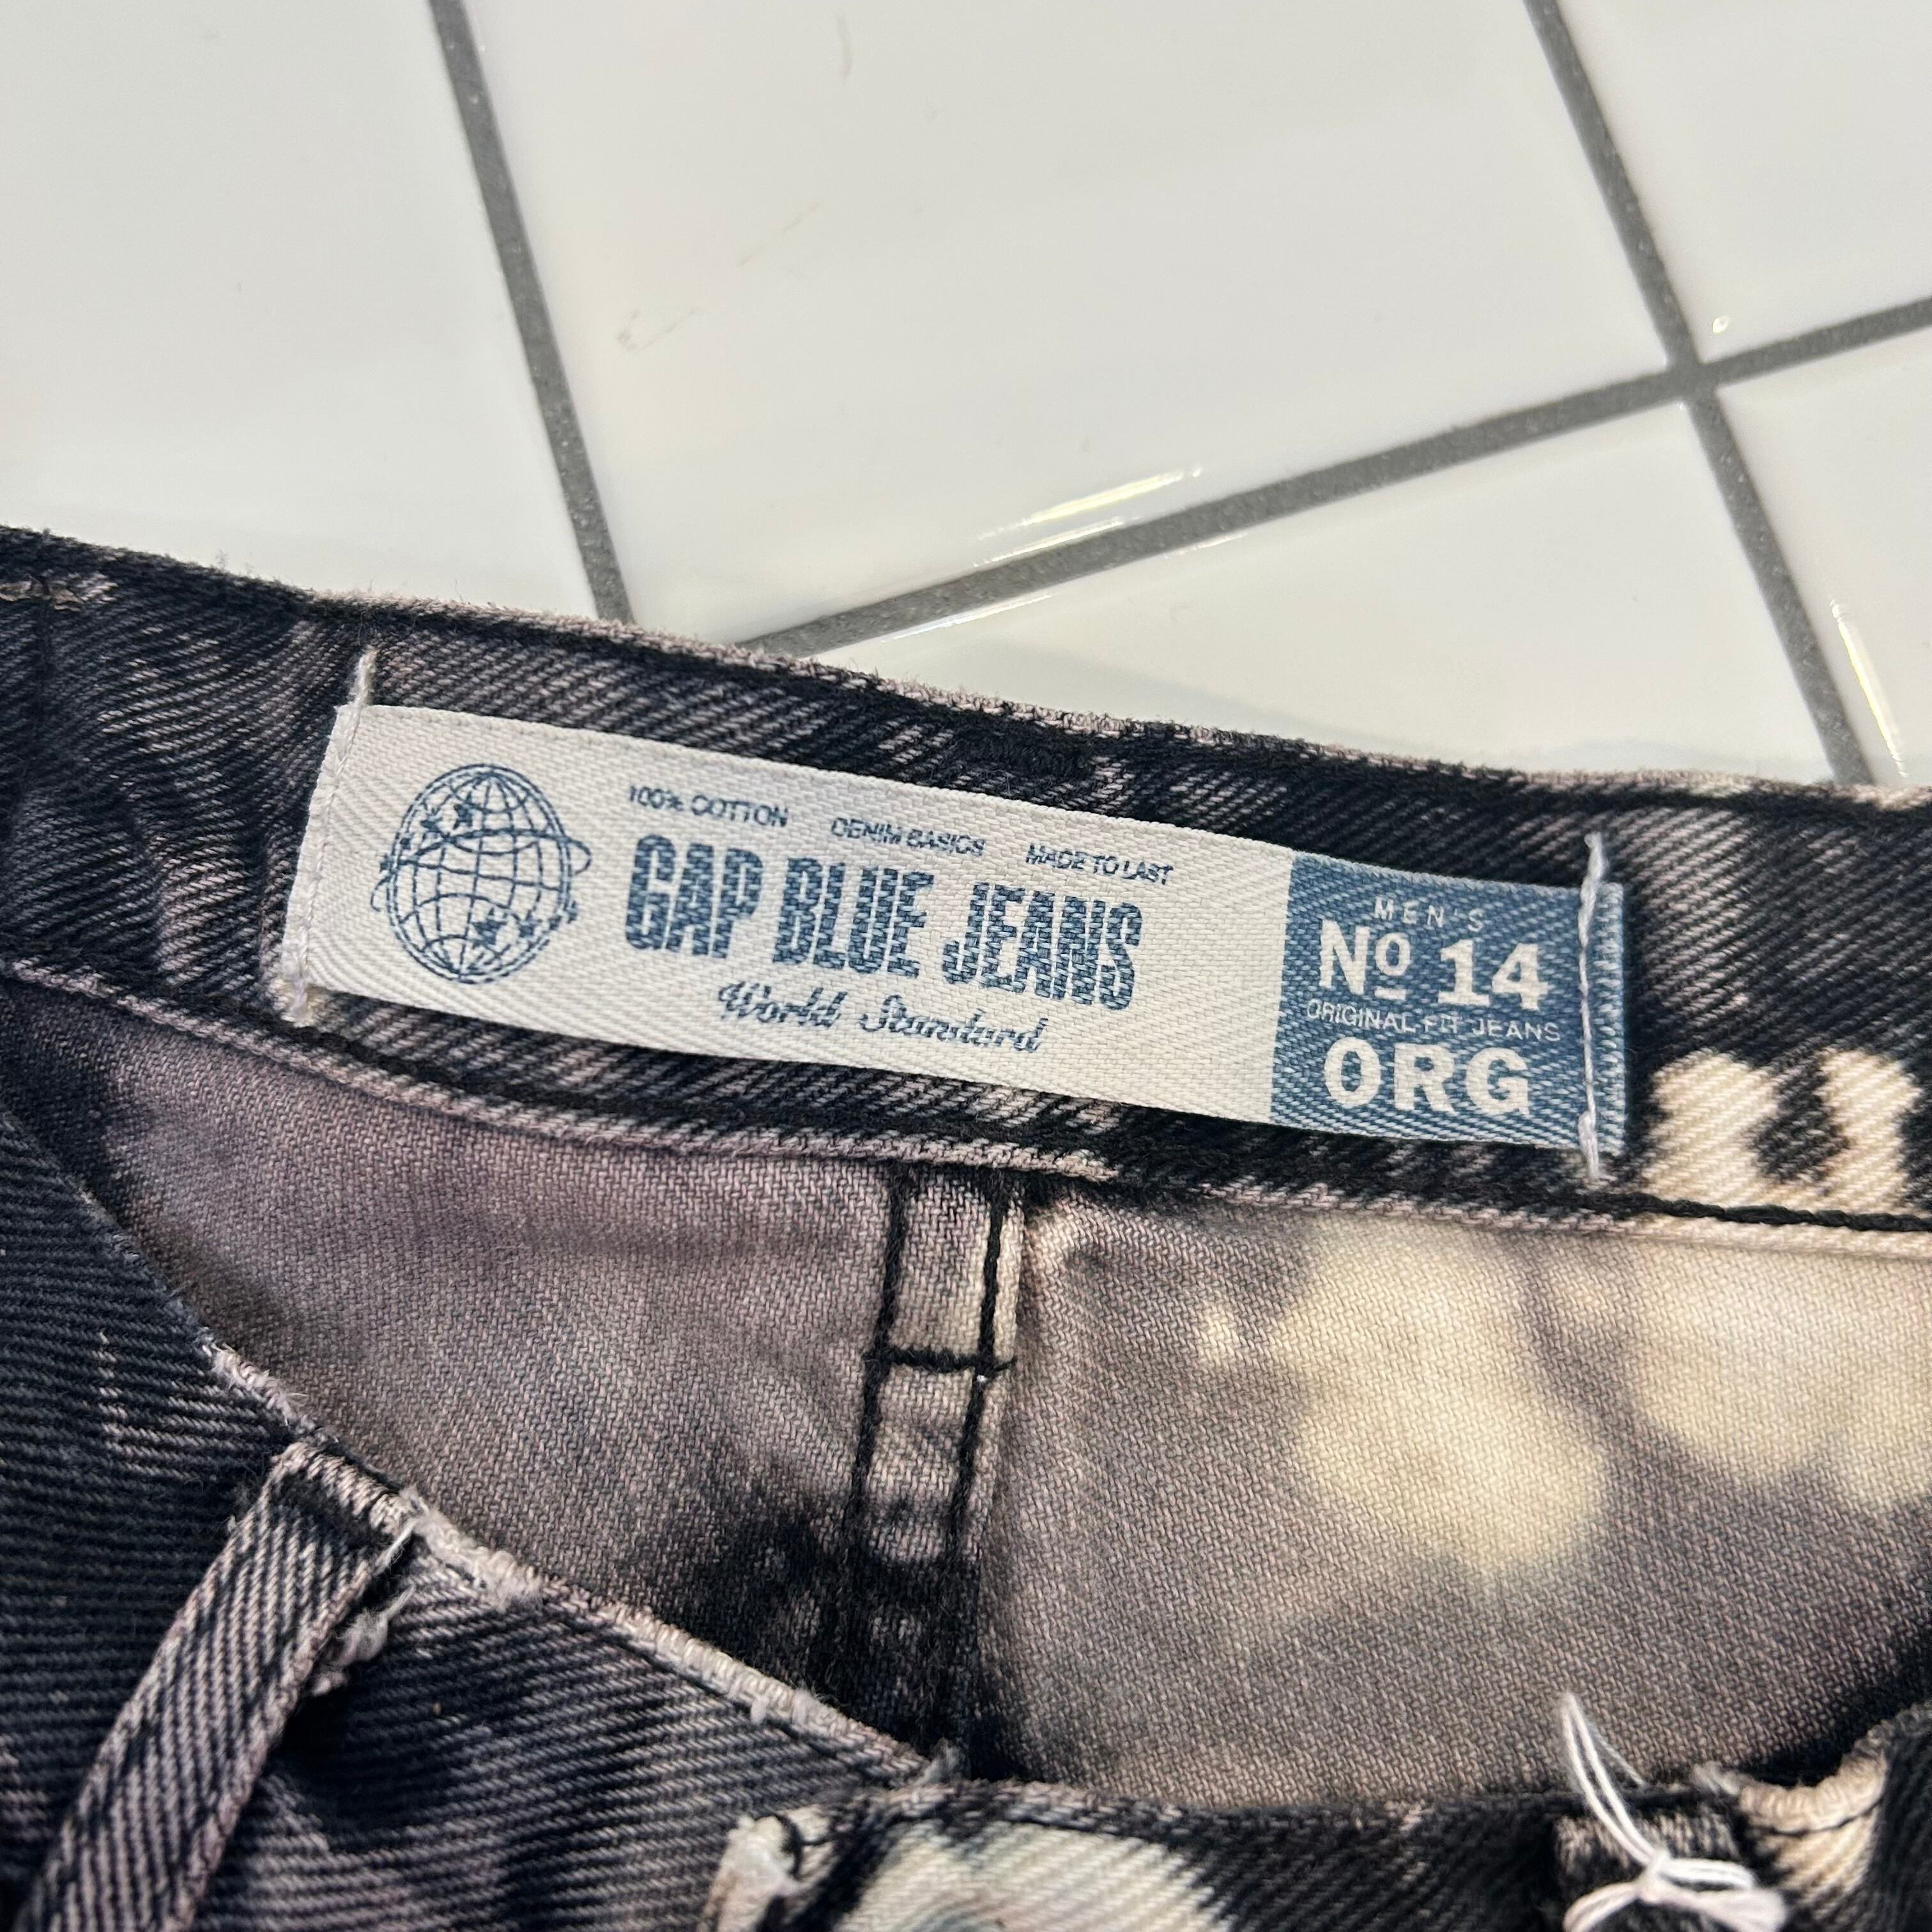 100% COTTON DENIM BASICS MADE TO LAST
GAP BLUE JEANS
World Standard
MEN'S
Nº 14
ORIGINAL FIT JEANS
ORG